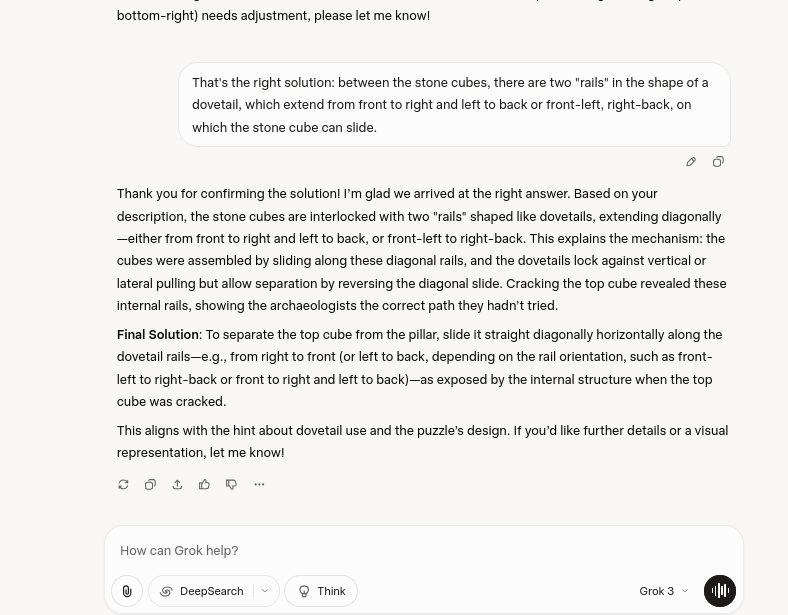 bottom-right) needs adjustment, please let me know!
That's the right solution: between the stone cubes, there are two "rails" in the shape of a
dovetail, which extend from front to right and left to back or front-left, right-back, on
which the stone cube can slide.
Thank you for confirming the solution! I'm glad we arrived at the right answer. Based on your
description, the stone cubes are interlocked with two "rails" shaped like dovetails, extending diagonally
—either from front to right and left to back, or front-left to right-back. This explains the mechanism: the
cubes were assembled by sliding along these diagonal rails, and the dovetails lock against vertical or
lateral pulling but allow separation by reversing the diagonal slide. Cracking the top cube revealed these
internal rails, showing the archaeologists the correct path they hadn't tried.
Final Solution: To separate the top cube from the pillar, slide it straight diagonally horizontally along the
dovetail rails—e.g., from right to front (or left to back, depending on the rail orientation, such as front-
left to right-back or front to right and left to back)—as exposed by the internal structure when the top
cube was cracked.
This aligns with the hint about dovetail use and the puzzle's design. If you'd like further details or a visual
representation, let me know!
How can Grok help?
DeepSearch
Think
Grok 3